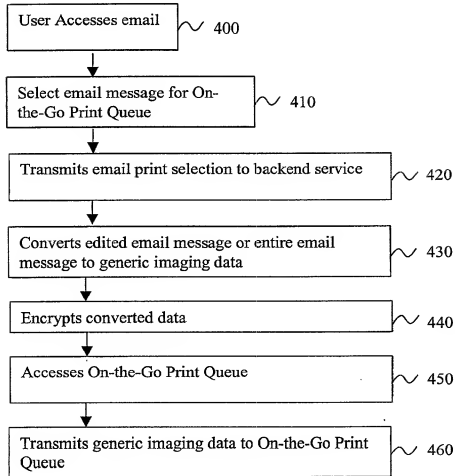 User Accesses email
400
Select email message for On-
the-Go Print Queue
410
Transmits email print selection to backend service
420
Converts edited email message or entire email
message to generic imaging data
430
Encrypts converted data
440
Accesses On-the-Go Print Queue
450
Transmits generic imaging data to On-the-Go Print
Queue
460